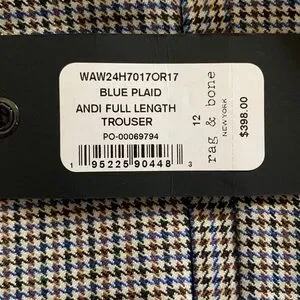 WAW24H7017OR17
BLUE PLAID
ANDI FULL LENGTH
TROUSER
PO-00069794
1 95225 90448 3
12
rag & bone
NEW YORK
$398.00